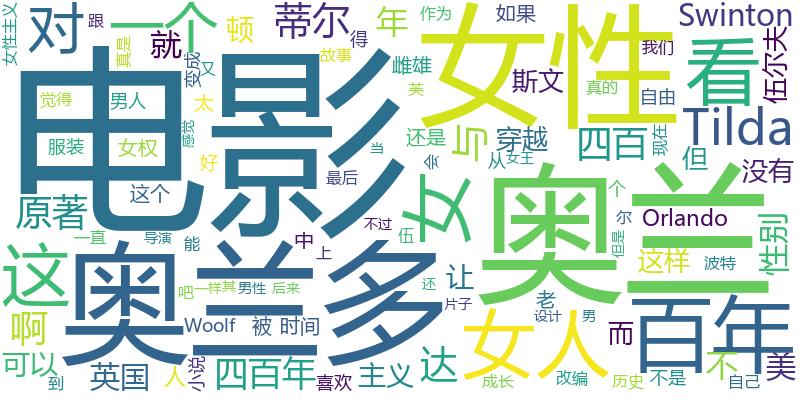 女性主义
对
跟
一个
真是
就
变成
蒂尔
顿
年
得
故事
作为
又
如果
Swinton
女性
看
我们
伍尔夫
觉得
男人
太
雌雄
芙
斯文
真的
自由
Tilda
电影
服装
女权
感觉
好
当
还是
与
穿越
四百
现在
但
没有
这个
最后
会
从
女王
原著
女
奥兰
个
尔
Orlando
性别
一直
导演
能
中
上
不过
伍
但是
这样
波特
这
奥兰多
吧
一样
其
男性
后来
还
让
片子
老
百年
啊
Woolf
被
时间
设计
男
女人
而
可以
到
英国
人
小说
四百年
喜欢
主义
达
成长
改编
历史
不是
不
自己
美